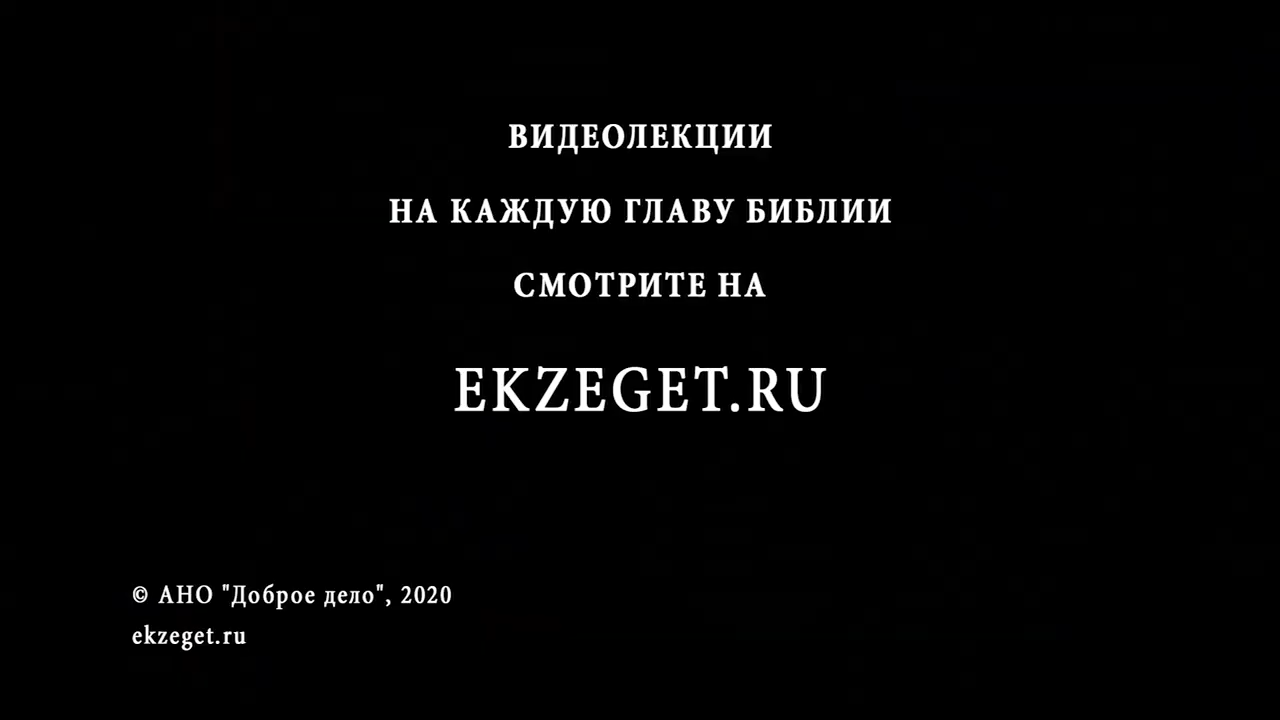 ВИДЕОЛЕКЦИИ
НА КАЖДУЮ ГЛАВУ БИБЛИИ
СМОТРИТЕ НА
EKZEGET.RU
© АНО "Доброе дело", 2020
ekzeget.ru